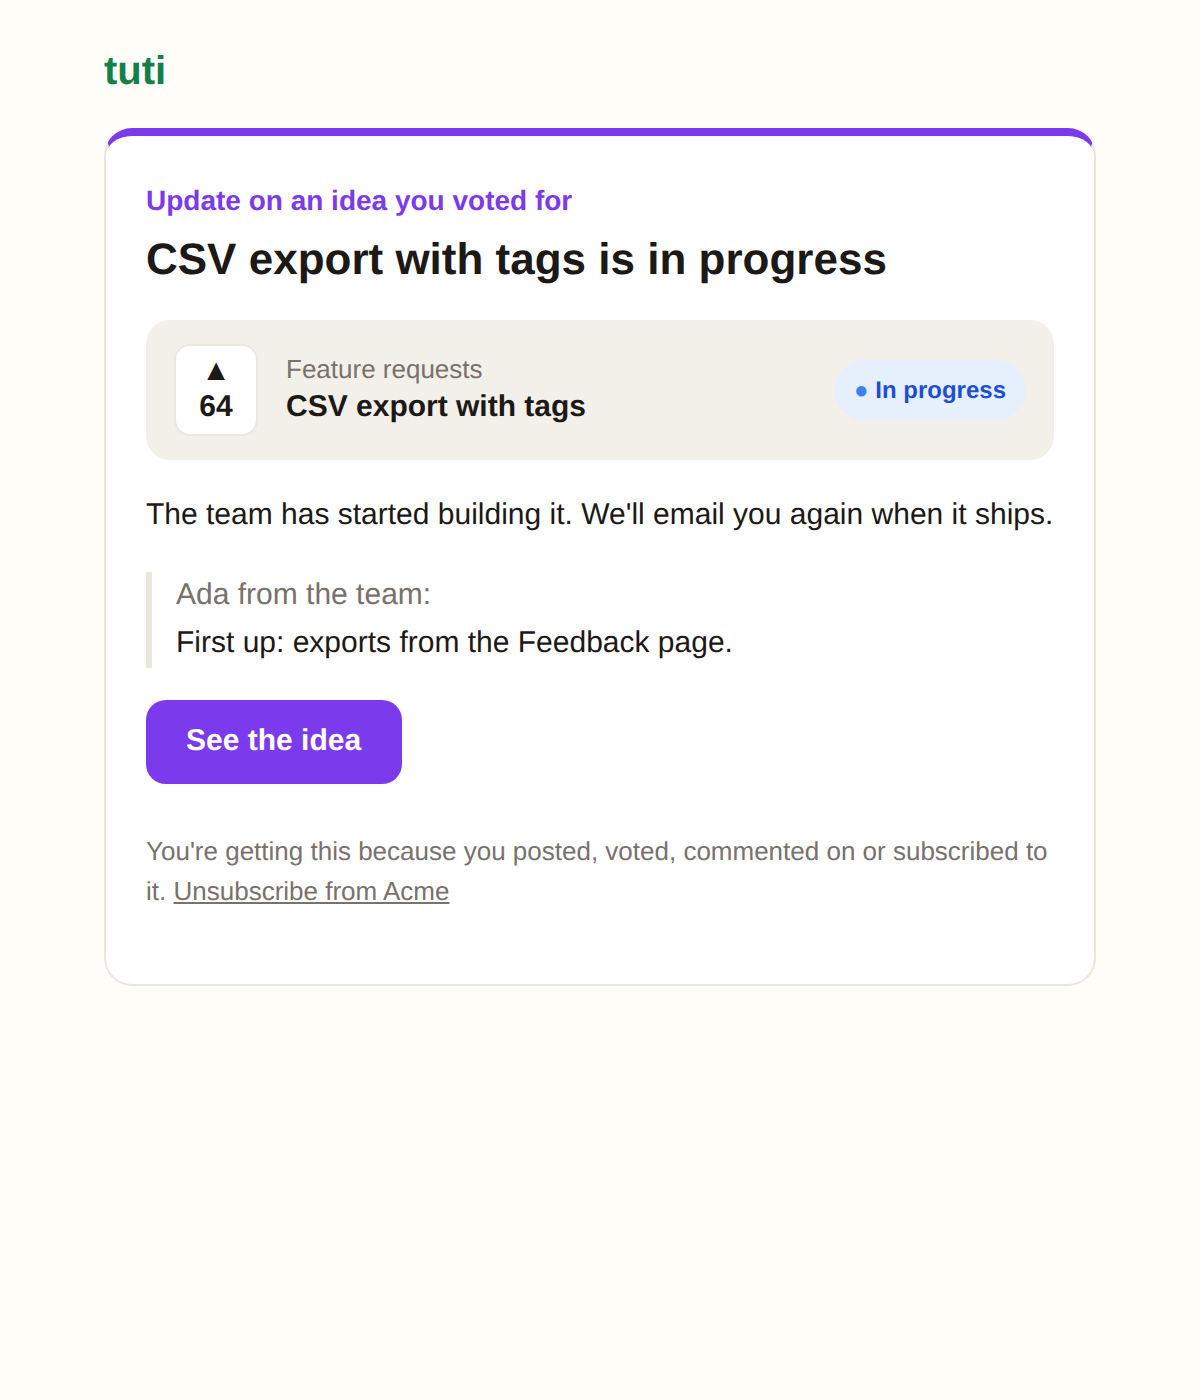 tuti
Update on an idea you voted for
CSV export with tags is in progress
▲
64
Feature requests
CSV export with tags
● In progress
The team has started building it. We'll email you again when it ships.
Ada from the team:
First up: exports from the Feedback page.
See the idea
You're getting this because you posted, voted, commented on or subscribed to
it. Unsubscribe from Acme